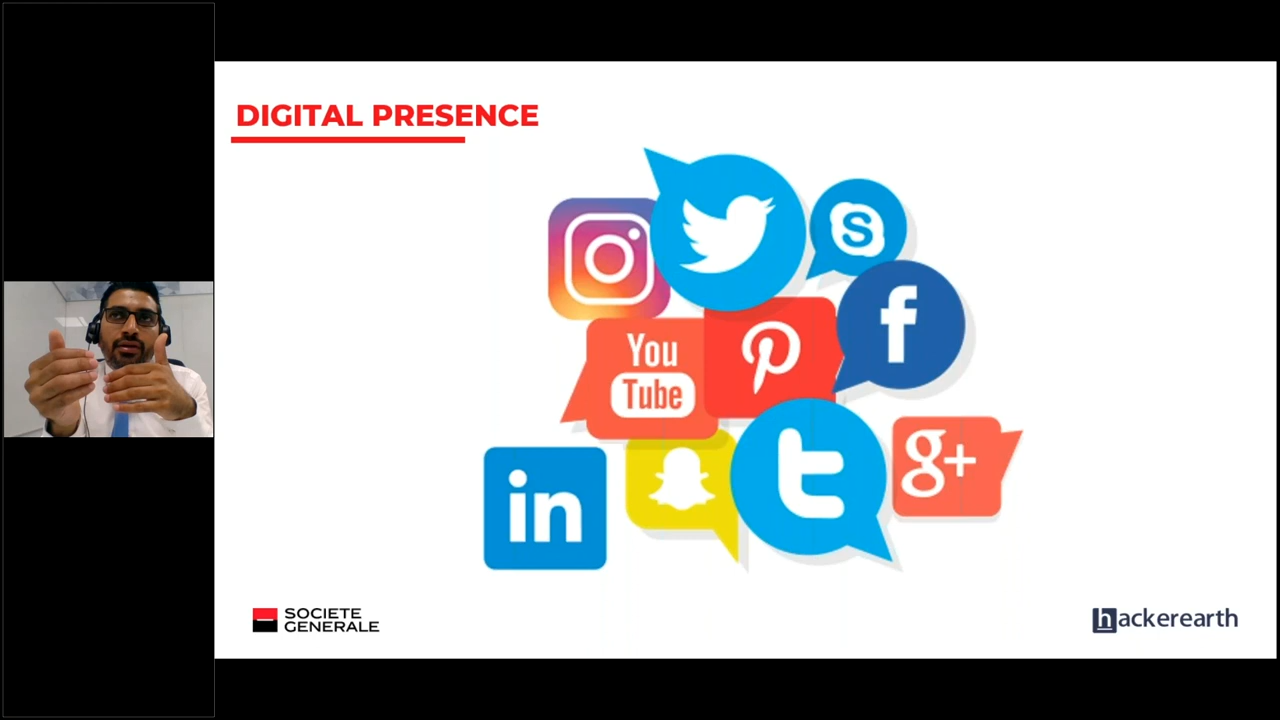 DIGITAL PRESENCE
S
f
You
Tube
p
in
t
g+
SOCIETE
GENERALE
hackerearth